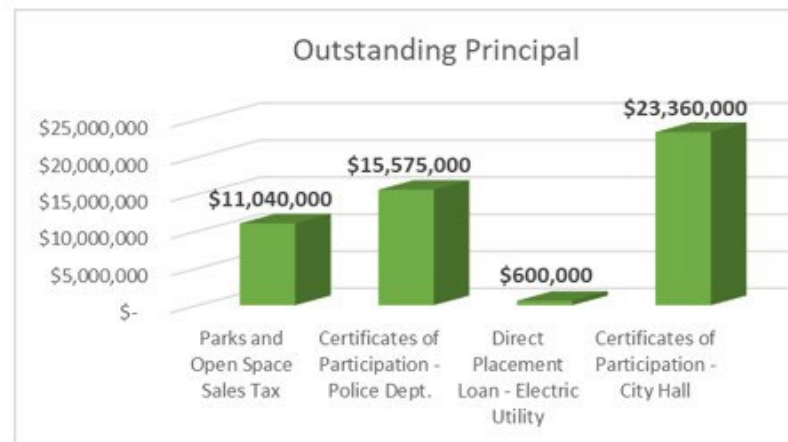 Outstanding Principal
$25,000,000
$20,000,000
$15,000,000
$10,000,000
$5,000,000
$-
$11,040,000
$15,575,000
$600,000
$23,360,000
Parks and
Open Space
Sales Tax
Certificates of
Participation -
Police Dept.
Direct
Placement
Loan - Electric
Utility
Certificates of
Participation -
City Hall